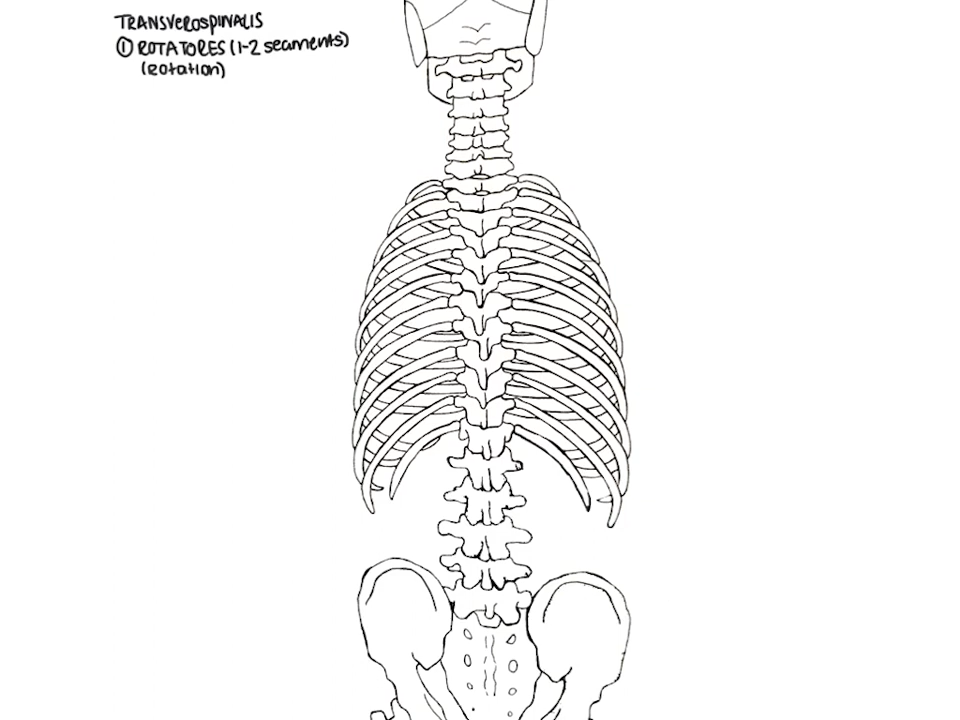 TRANSVEROSPINALIS
① ROTATORES (1-2 segments)
(rotation)